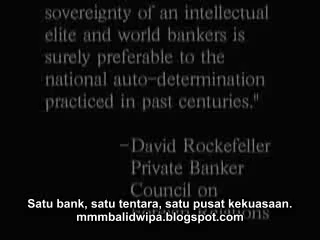 sovereignty of an intellectual
elite and world bankers is
surely preferable to the
national auto-determination
practiced in past centuries."
–David Rockefeller
Private Banker
Council on
Satu bank, satu tentara, satu pusat kekuasaan.
mmmbalidwipa.blogspot.com
Relations